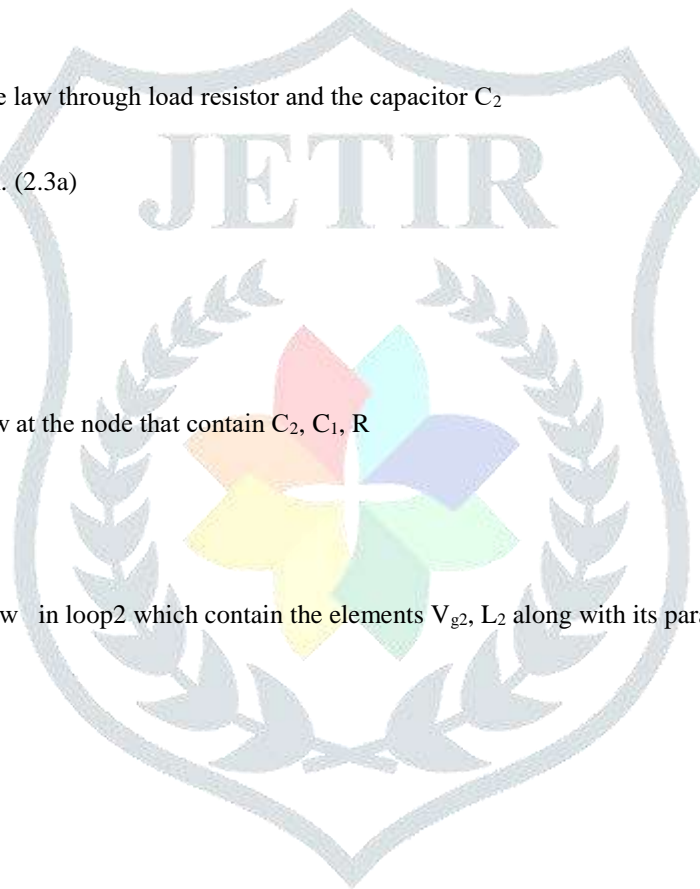 e law through load resistor and the capacitor C₂
JETIR
. (2.3a)
w at the node that contain C₂, C₁, R
w in loop2 which contain the elements V_g2, L₂ along with its par